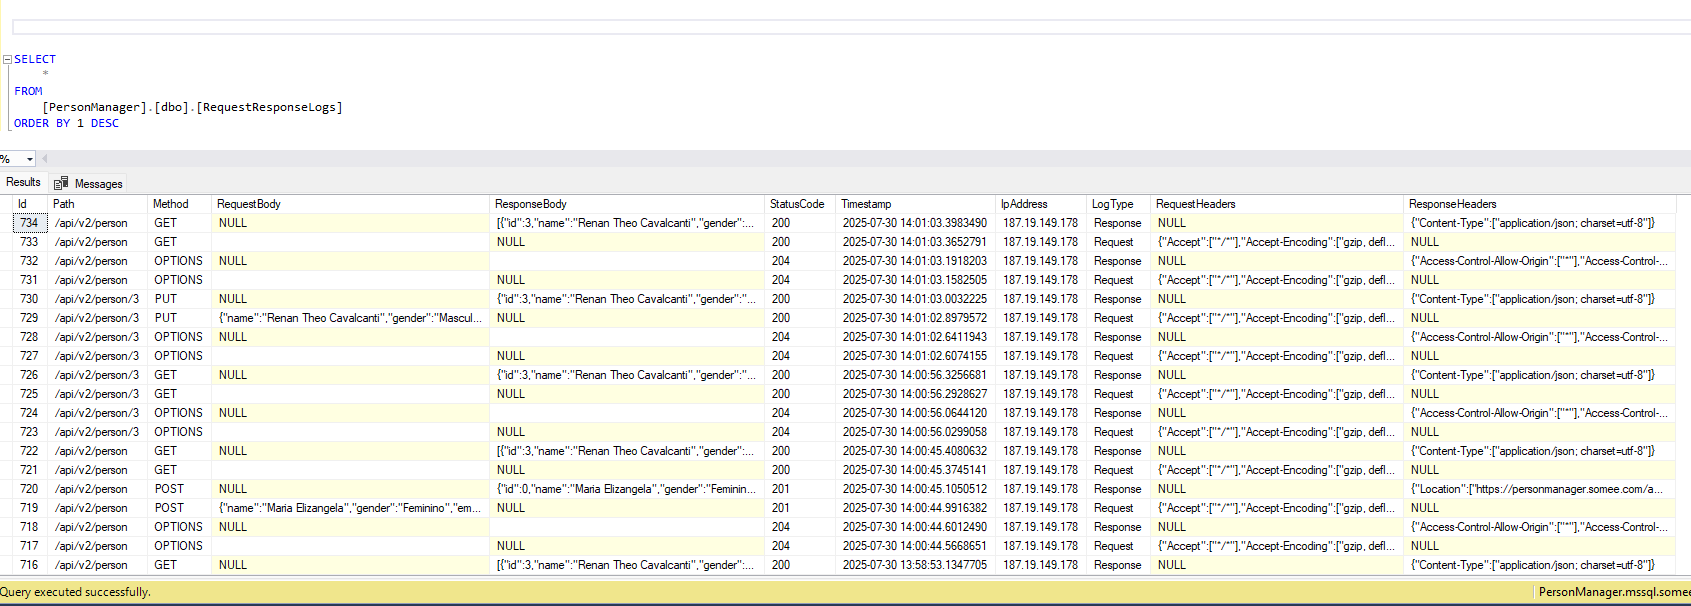 SELECT
*
FROM
[PersonManager].[dbo].[RequestResponseLogs]
ORDER BY 1 DESC
%
Results Messages
Id Path Method RequestBody ResponseBody StatusCode Timestamp IpAddress LogType RequestHeaders ResponseHeaders
734 /api/v2/person GET NULL [{"id":3,"name":"Renan Theo Cavalcanti","gender":... 200 2025-07-30 14:01:03.3983490 187.19.149.178 Response NULL {"Content-Type":["application/json; charset=utf-8"]}
733 /api/v2/person GET NULL 200 2025-07-30 14:01:03.3652791 187.19.149.178 Request {"Accept":["*/*"],"Accept-Encoding":["gzip, defl... NULL
732 /api/v2/person OPTIONS NULL 204 2025-07-30 14:01:03.1918203 187.19.149.178 Response NULL {"Access-Control-Allow-Origin":["*"],"Access-Control-...
731 /api/v2/person OPTIONS NULL 204 2025-07-30 14:01:03.1582505 187.19.149.178 Request {"Accept":["*/*"],"Accept-Encoding":["gzip, defl... NULL
730 /api/v2/person/3 PUT NULL {"id":3,"name":"Renan Theo Cavalcanti","gender":"... 200 2025-07-30 14:01:03.0032225 187.19.149.178 Response NULL {"Content-Type":["application/json; charset=utf-8"]}
729 /api/v2/person/3 PUT {"name":"Renan Theo Cavalcanti","gender":"Mascul... NULL 200 2025-07-30 14:01:02.8979572 187.19.149.178 Request {"Accept":["*/*"],"Accept-Encoding":["gzip, defl... NULL
728 /api/v2/person/3 OPTIONS NULL 204 2025-07-30 14:01:02.6411943 187.19.149.178 Response NULL {"Access-Control-Allow-Origin":["*"],"Access-Control-...
727 /api/v2/person/3 OPTIONS NULL 204 2025-07-30 14:01:02.6074155 187.19.149.178 Request {"Accept":["*/*"],"Accept-Encoding":["gzip, defl... NULL
726 /api/v2/person/3 GET NULL {"id":3,"name":"Renan Theo Cavalcanti","gender":"... 200 2025-07-30 14:00:56.3256681 187.19.149.178 Response NULL {"Content-Type":["application/json; charset=utf-8"]}
725 /api/v2/person/3 GET NULL 200 2025-07-30 14:00:56.2928627 187.19.149.178 Request {"Accept":["*/*"],"Accept-Encoding":["gzip, defl... NULL
724 /api/v2/person/3 OPTIONS NULL 204 2025-07-30 14:00:56.0644120 187.19.149.178 Response NULL {"Access-Control-Allow-Origin":["*"],"Access-Control-...
723 /api/v2/person/3 OPTIONS NULL 204 2025-07-30 14:00:56.0299058 187.19.149.178 Request {"Accept":["*/*"],"Accept-Encoding":["gzip, defl... NULL
722 /api/v2/person GET NULL [{"id":3,"name":"Renan Theo Cavalcanti","gender":... 200 2025-07-30 14:00:45.4080632 187.19.149.178 Response NULL {"Content-Type":["application/json; charset=utf-8"]}
721 /api/v2/person GET NULL 200 2025-07-30 14:00:45.3745141 187.19.149.178 Request {"Accept":["*/*"],"Accept-Encoding":["gzip, defl... NULL
720 /api/v2/person POST NULL {"id":0,"name":"Maria Elizangela","gender":"Feminin... 201 2025-07-30 14:00:45.1050512 187.19.149.178 Response NULL {"Location":["https://personmanager.somee.com/a...
719 /api/v2/person POST {"name":"Maria Elizangela","gender":"Feminino","em... NULL 201 2025-07-30 14:00:44.9916382 187.19.149.178 Request {"Accept":["*/*"],"Accept-Encoding":["gzip, defl... NULL
718 /api/v2/person OPTIONS NULL 204 2025-07-30 14:00:44.6012490 187.19.149.178 Response NULL {"Access-Control-Allow-Origin":["*"],"Access-Control-...
717 /api/v2/person OPTIONS NULL 204 2025-07-30 14:00:44.5668651 187.19.149.178 Request {"Accept":["*/*"],"Accept-Encoding":["gzip, defl... NULL
716 /api/v2/person GET NULL [{"id":3,"name":"Renan Theo Cavalcanti","gender":... 200 2025-07-30 13:58:53.1347705 187.19.149.178 Response NULL {"Content-Type":["application/json; charset=utf-8"]}
Query executed successfully. PersonManager.mssql.somee